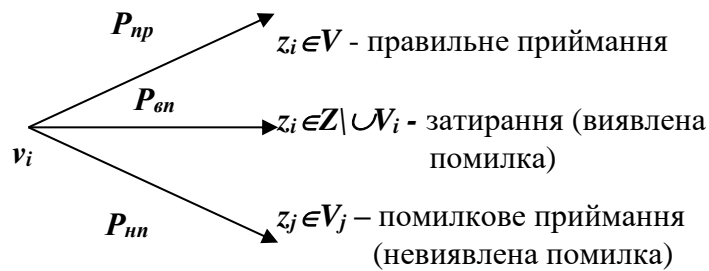 Pпр
zi ∈V - правильне приймання
Pвп
zi ∈Z\∪Vi - затирання (виявлена
помилка)
vi
zj ∈Vj – помилкове приймання
Pнп
(невиявлена помилка)